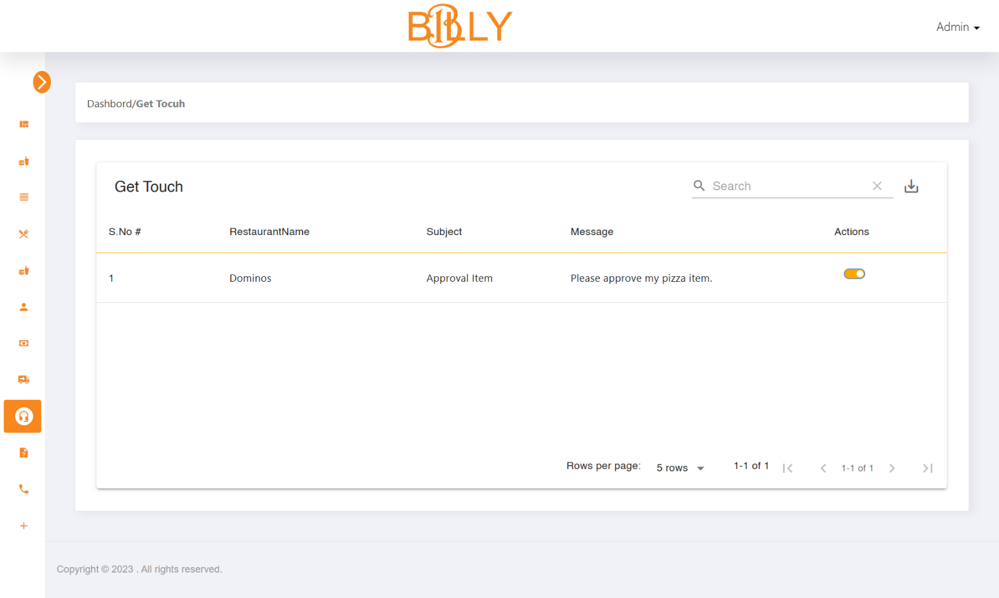 BILLY
Admin
Dashbord/Get Tocuh
Get Touch
Search
S.No # RestaurantName Subject Message Actions
1 Dominos Approval Item Please approve my pizza item.
Rows per page: 5 rows 1-1 of 1 1-1 of 1
Copyright © 2023 . All rights reserved.